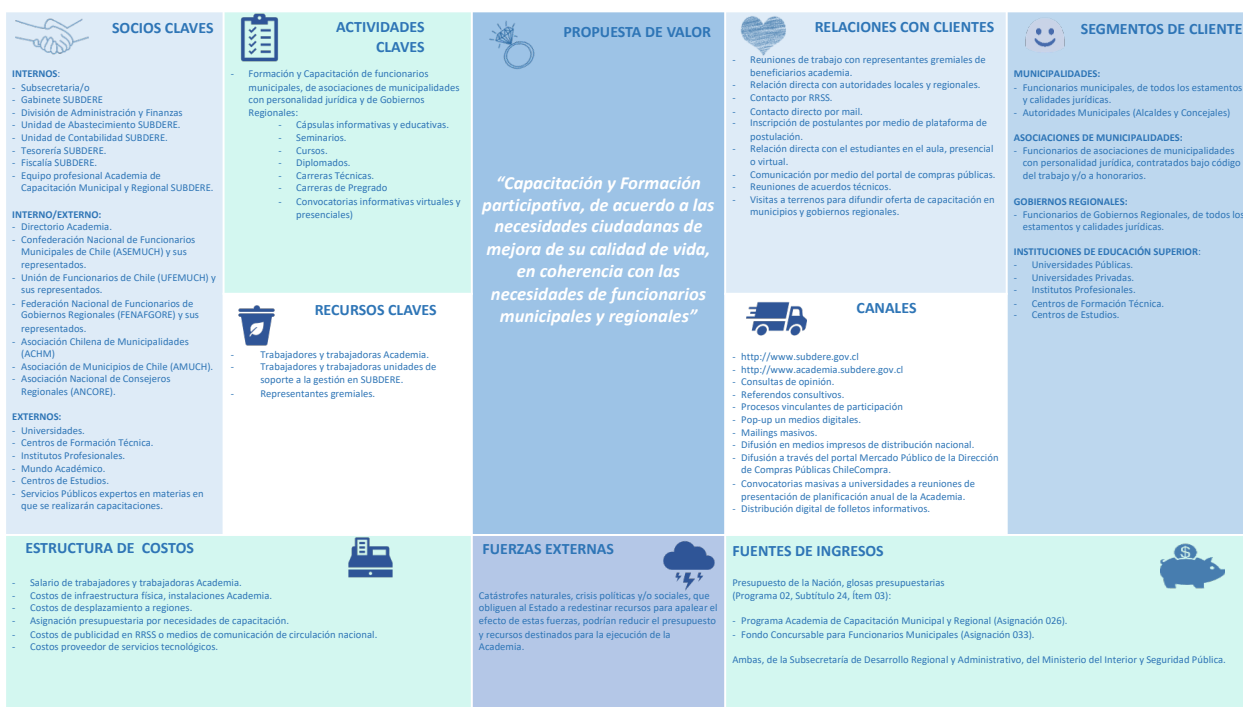 SOCIOS CLAVES
INTERNOS:
- Subsecretaria/o
- Gabinete SUBDERE
- División de Administración y Finanzas
- Unidad de Abastecimiento SUBDERE.
- Unidad de Contabilidad SUBDERE.
- Tesorería SUBDERE.
- Fiscalía SUBDERE.
- Equipo profesional Academia de
Capacitación Municipal y Regional SUBDERE.
INTERNO/EXTERNO:
- Directorio Academia.
- Confederación Nacional de Funcionarios
Municipales de Chile (ASEMUCH) y sus
representados.
- Unión de Funcionarios de Chile (UFEMUCH) y
sus representados.
- Federación Nacional de Funcionarios de
Gobiernos Regionales (FENAFGORE) y sus
representados.
- Asociación Chilena de Municipalidades
(ACHM)
- Asociación de Municipios de Chile (AMUCH).
- Asociación Nacional de Consejeros
Regionales (ANCORE).
EXTERNOS:
- Universidades.
- Centros de Formación Técnica.
- Institutos Profesionales.
- Mundo Académico.
- Centros de Estudios.
- Servicios Públicos expertos en materias en
que se realizarán capacitaciones.
ACTIVIDADES
CLAVES
- Formación y Capacitación de funcionarios
municipales, de asociaciones de municipalidades
con personalidad jurídica y de Gobiernos
Regionales:
- Cápsulas informativas y educativas.
- Seminarios.
- Cursos.
- Diplomados.
- Carreras Técnicas.
- Carreras de Pregrado
- Convocatorias informativas virtuales y
presenciales)
RECURSOS CLAVES
- Trabajadores y trabajadoras Academia.
- Trabajadores y trabajadoras unidades de
soporte a la gestión en SUBDERE.
- Representantes gremiales.
PROPUESTA DE VALOR
“Capacitación y Formación
participativa, de acuerdo a las
necesidades ciudadanas de
mejora de su calidad de vida,
en coherencia con las
necesidades de funcionarios
municipales y regionales”
RELACIONES CON CLIENTES
- Reuniones de trabajo con representantes gremiales de
beneficiarios academia.
- Relación directa con autoridades locales y regionales.
- Contacto por RRSS.
- Contacto directo por mail.
- Inscripción de postulantes por medio de plataforma de
postulación.
- Relación directa con el estudiantes en el aula, presencial
o virtual.
- Comunicación por medio del portal de compras públicas.
- Reuniones de acuerdos técnicos.
- Visitas a terrenos para difundir oferta de capacitación en
municipios y gobiernos regionales.
CANALES
- http://www.subdere.gov.cl
- http://www.academia.subdere.gov.cl
- Consultas de opinión.
- Referendos consultivos.
- Procesos vinculantes de participación
- Pop-up un medios digitales.
- Mailings masivos.
- Difusión en medios impresos de distribución nacional.
- Difusión a través del portal Mercado Público de la Dirección
de Compras Públicas ChileCompra.
- Convocatorias masivas a universidades a reuniones de
presentación de planificación anual de la Academia.
- Distribución digital de folletos informativos.
SEGMENTOS DE CLIENTE
MUNICIPALIDADES:
- Funcionarios municipales, de todos los estamentos
y calidades jurídicas.
- Autoridades Municipales (Alcaldes y Concejales)
ASOCIACIONES DE MUNICIPALIDADES:
- Funcionarios de asociaciones de municipalidades
con personalidad jurídica, contratados bajo código
del trabajo y/o a honorarios.
GOBIERNOS REGIONALES:
- Funcionarios de Gobiernos Regionales, de todos los
estamentos y calidades jurídicas.
INSTITUCIONES DE EDUCACIÓN SUPERIOR:
- Universidades Públicas.
- Universidades Privadas.
- Institutos Profesionales.
- Centros de Formación Técnica.
- Centros de Estudios.
ESTRUCTURA DE COSTOS
- Salario de trabajadores y trabajadoras Academia.
- Costos de infraestructura física, instalaciones Academia.
- Costos de desplazamiento a regiones.
- Asignación presupuestaria por necesidades de capacitación.
- Costos de publicidad en RRSS o medios de comunicación de circulación nacional.
- Costos proveedor de servicios tecnológicos.
FUERZAS EXTERNAS
Catástrofes naturales, crisis políticas y/o sociales, que
obliguen al Estado a redestinar recursos para apalear el
efecto de estas fuerzas, podrían reducir el presupuesto
y recursos destinados para la ejecución de la
Academia.
FUENTES DE INGRESOS
$
Presupuesto de la Nación, glosas presupuestarias
(Programa 02, Subtítulo 24, Ítem 03):
- Programa Academia de Capacitación Municipal y Regional (Asignación 026).
- Fondo Concursable para Funcionarios Municipales (Asignación 033).
Ambas, de la Subsecretaría de Desarrollo Regional y Administrativo, del Ministerio del Interior y Seguridad Pública.